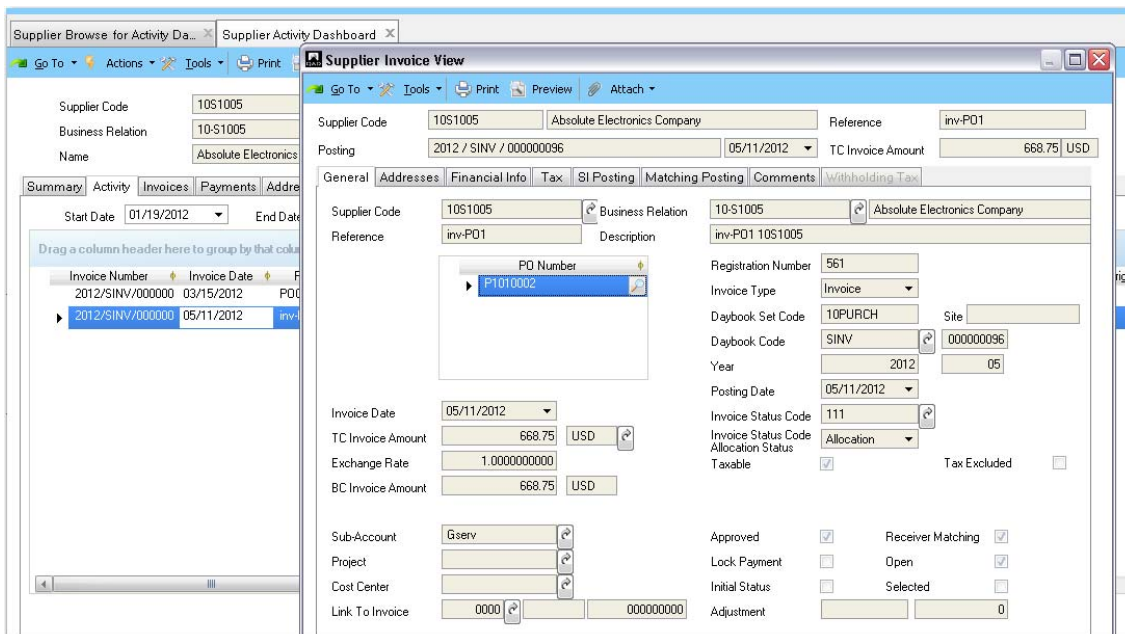 Supplier Browse for Activity Da...
Supplier Activity Dashboard
Go To Actions Tools Print
Supplier Code 10S1005
Business Relation 10-S1005
Name Absolute Electronics
Summary Activity Invoices Payments Addre
Start Date 01/19/2012 End Date
Drag a column header here to group by that colu
Invoice Number Invoice Date
2012/SINV/000000 03/15/2012
2012/SINV/000000 05/11/2012
Supplier Invoice View
Go To Tools Print Preview Attach
Supplier Code 10S1005 Absolute Electronics Company Reference inv-PO1
Posting 2012 / SINV / 000000096 05/11/2012 TC Invoice Amount 668.75 USD
General Addresses Financial Info Tax SI Posting Matching Posting Comments Withholding Tax
Supplier Code 10S1005 Business Relation 10-S1005 Absolute Electronics Company
Reference inv-PO1 Description inv-PO1 10S1005
PO Number
P1010002
Registration Number 561
Invoice Type Invoice
Daybook Set Code 10PURCH Site
Daybook Code SINV 000000096
Year 2012 05
Posting Date 05/11/2012
Invoice Date 05/11/2012
Invoice Status Code 111
TC Invoice Amount 668.75 USD
Invoice Status Code Allocation Status Allocation
Exchange Rate 1.0000000000
Taxable Tax Excluded
BC Invoice Amount 668.75 USD
Sub-Account Gserv Approved Receiver Matching
Project Lock Payment Open
Cost Center Initial Status Selected
Link To Invoice 0000 000000000 Adjustment 0